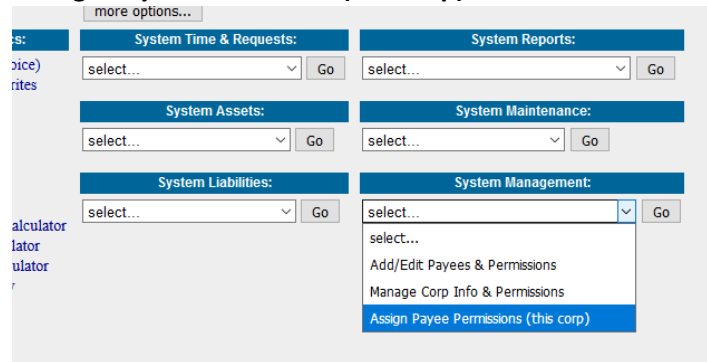 more options...
System Time & Requests:
System Reports:
select...
Go
select...
Go
System Assets:
System Maintenance:
select...
Go
select...
Go
System Liabilities:
System Management:
select...
Go
select...
Go
select...
Add/Edit Payees & Permissions
Manage Corp Info & Permissions
Assign Payee Permissions (this corp)